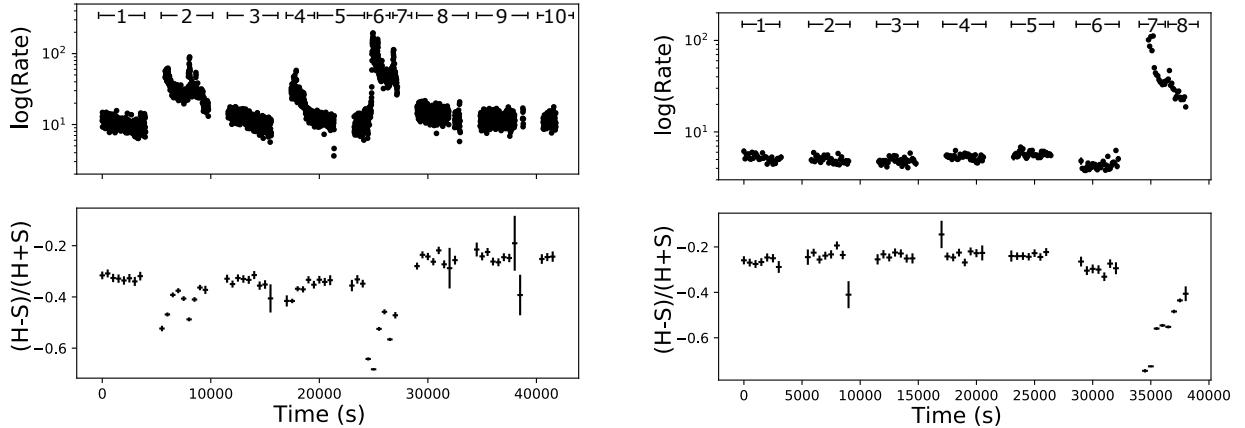 1 2 3 4 5 6 7 8 9 10
10²
10¹
log(Rate)
−0.2
−0.4
−0.6
(H-S)/(H+S)
0 10000 20000 30000 40000
Time (s)
1 2 3 4 5 6 7 8
10²
10¹
log(Rate)
−0.2
−0.4
−0.6
(H-S)/(H+S)
0 5000 10000 15000 20000 25000 30000 35000 40000
Time (s)